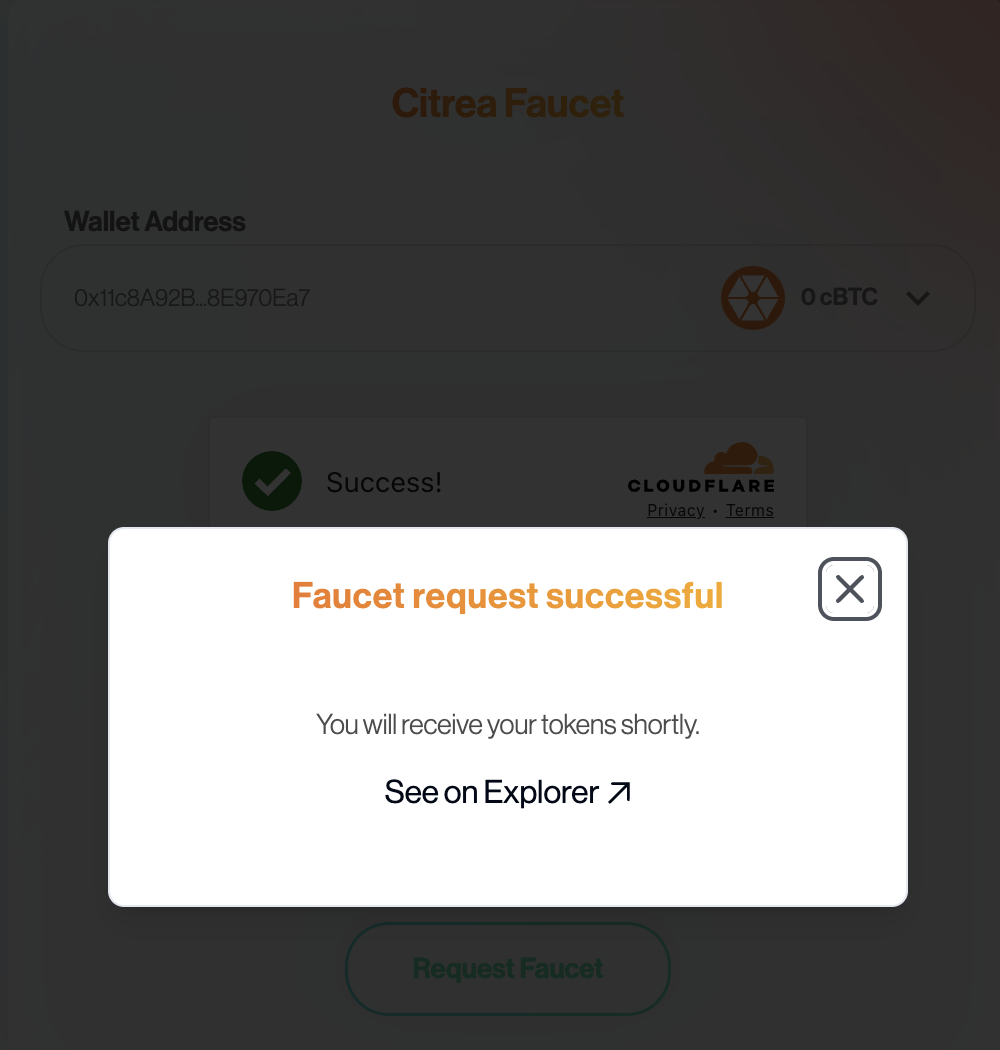 Citrea Faucet
Wallet Address
0x11c8A92B...8E970Ea7
0 cBTC
Success!
CLOUDFLARE
Privacy • Terms
Faucet request successful
You will receive your tokens shortly.
See on Explorer
Request Faucet